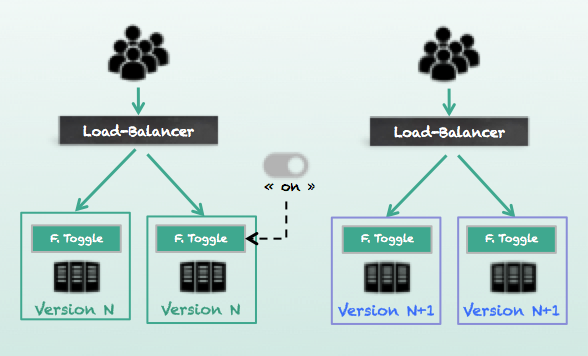 Load-Balancer
Load-Balancer
« on »
F. Toggle
F. Toggle
F. Toggle
F. Toggle
Version N
Version N
Version N+1
Version N+1